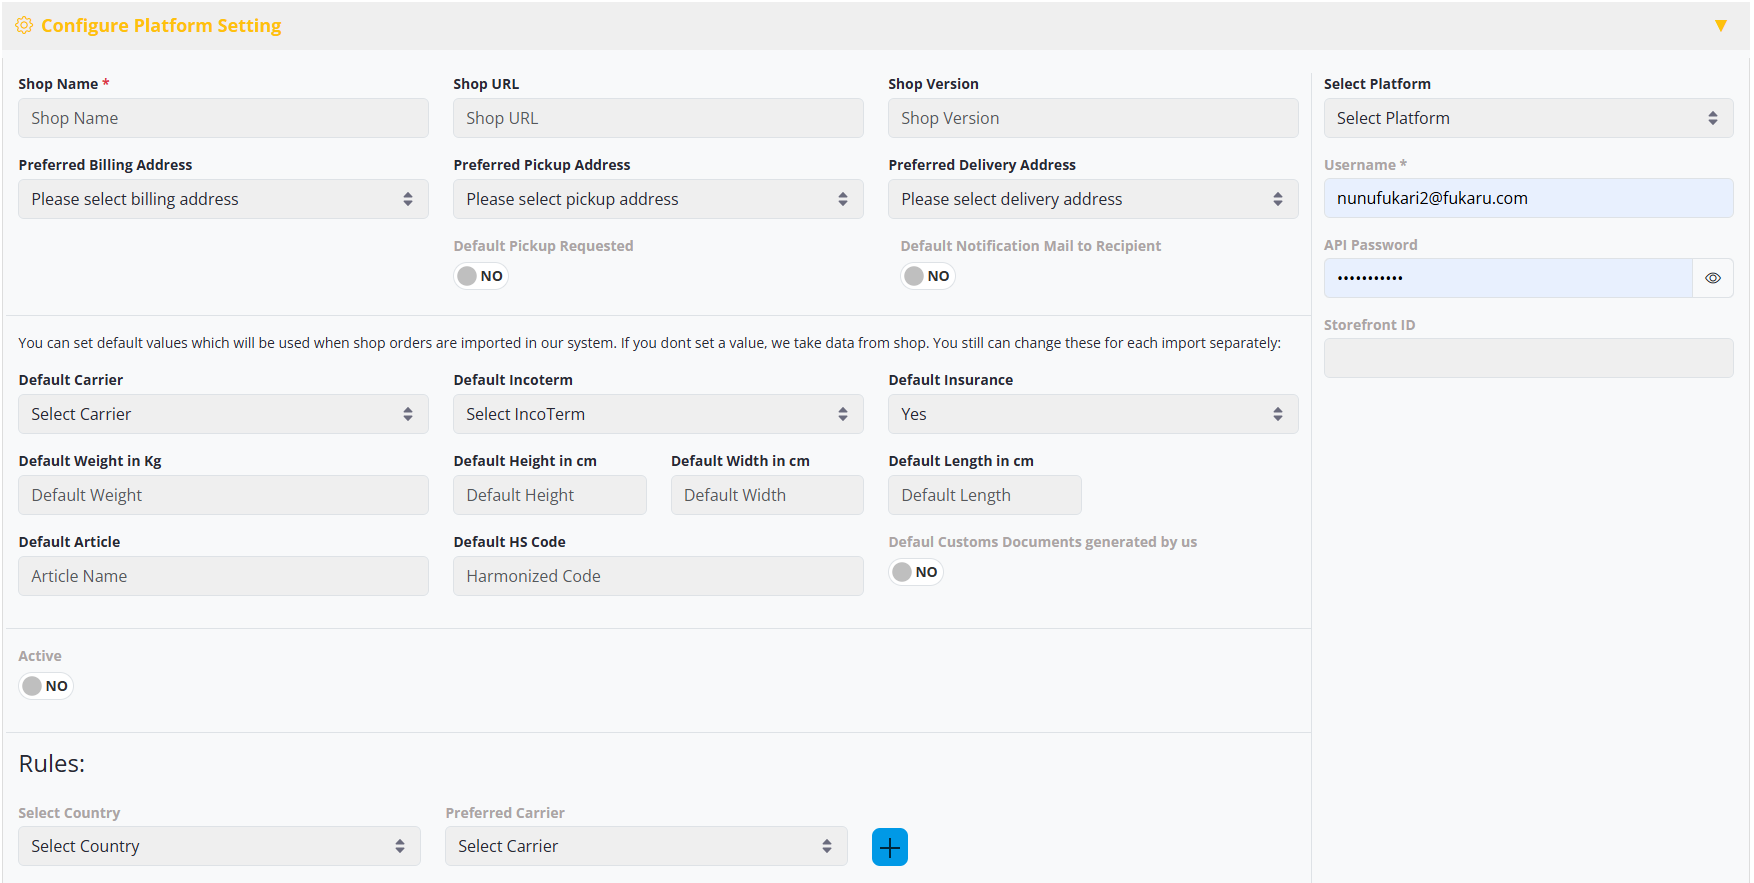 Configure Platform Setting
Shop Name *
Shop URL
Shop Version
Select Platform
Shop Name
Shop URL
Shop Version
Select Platform
Preferred Billing Address
Preferred Pickup Address
Preferred Delivery Address
Username *
Please select billing address
Please select pickup address
Please select delivery address
nunufukari2@fukaru.com
Default Pickup Requested
Default Notification Mail to Recipient
API Password
NO
NO
•••••••••••
Storefront ID
You can set default values which will be used when shop orders are imported in our system. If you dont set a value, we take data from shop. You still can change these for each import separately:
Default Carrier
Default Incoterm
Default Insurance
Select Carrier
Select IncoTerm
Yes
Default Weight in Kg
Default Height in cm
Default Width in cm
Default Length in cm
Default Weight
Default Height
Default Width
Default Length
Default Article
Default HS Code
Defaul Customs Documents generated by us
Article Name
Harmonized Code
NO
Active
NO
Rules:
Select Country
Preferred Carrier
Select Country
Select Carrier